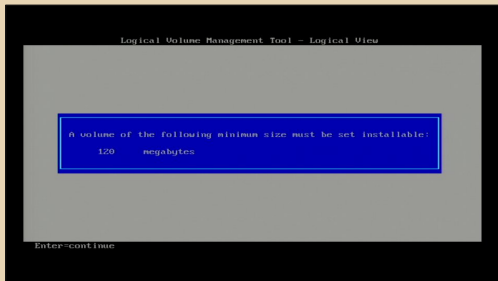 Logical Volume Management Tool - Logical View
A volume of the following minimum size must be set installable:
120 megabytes
Enter=continue